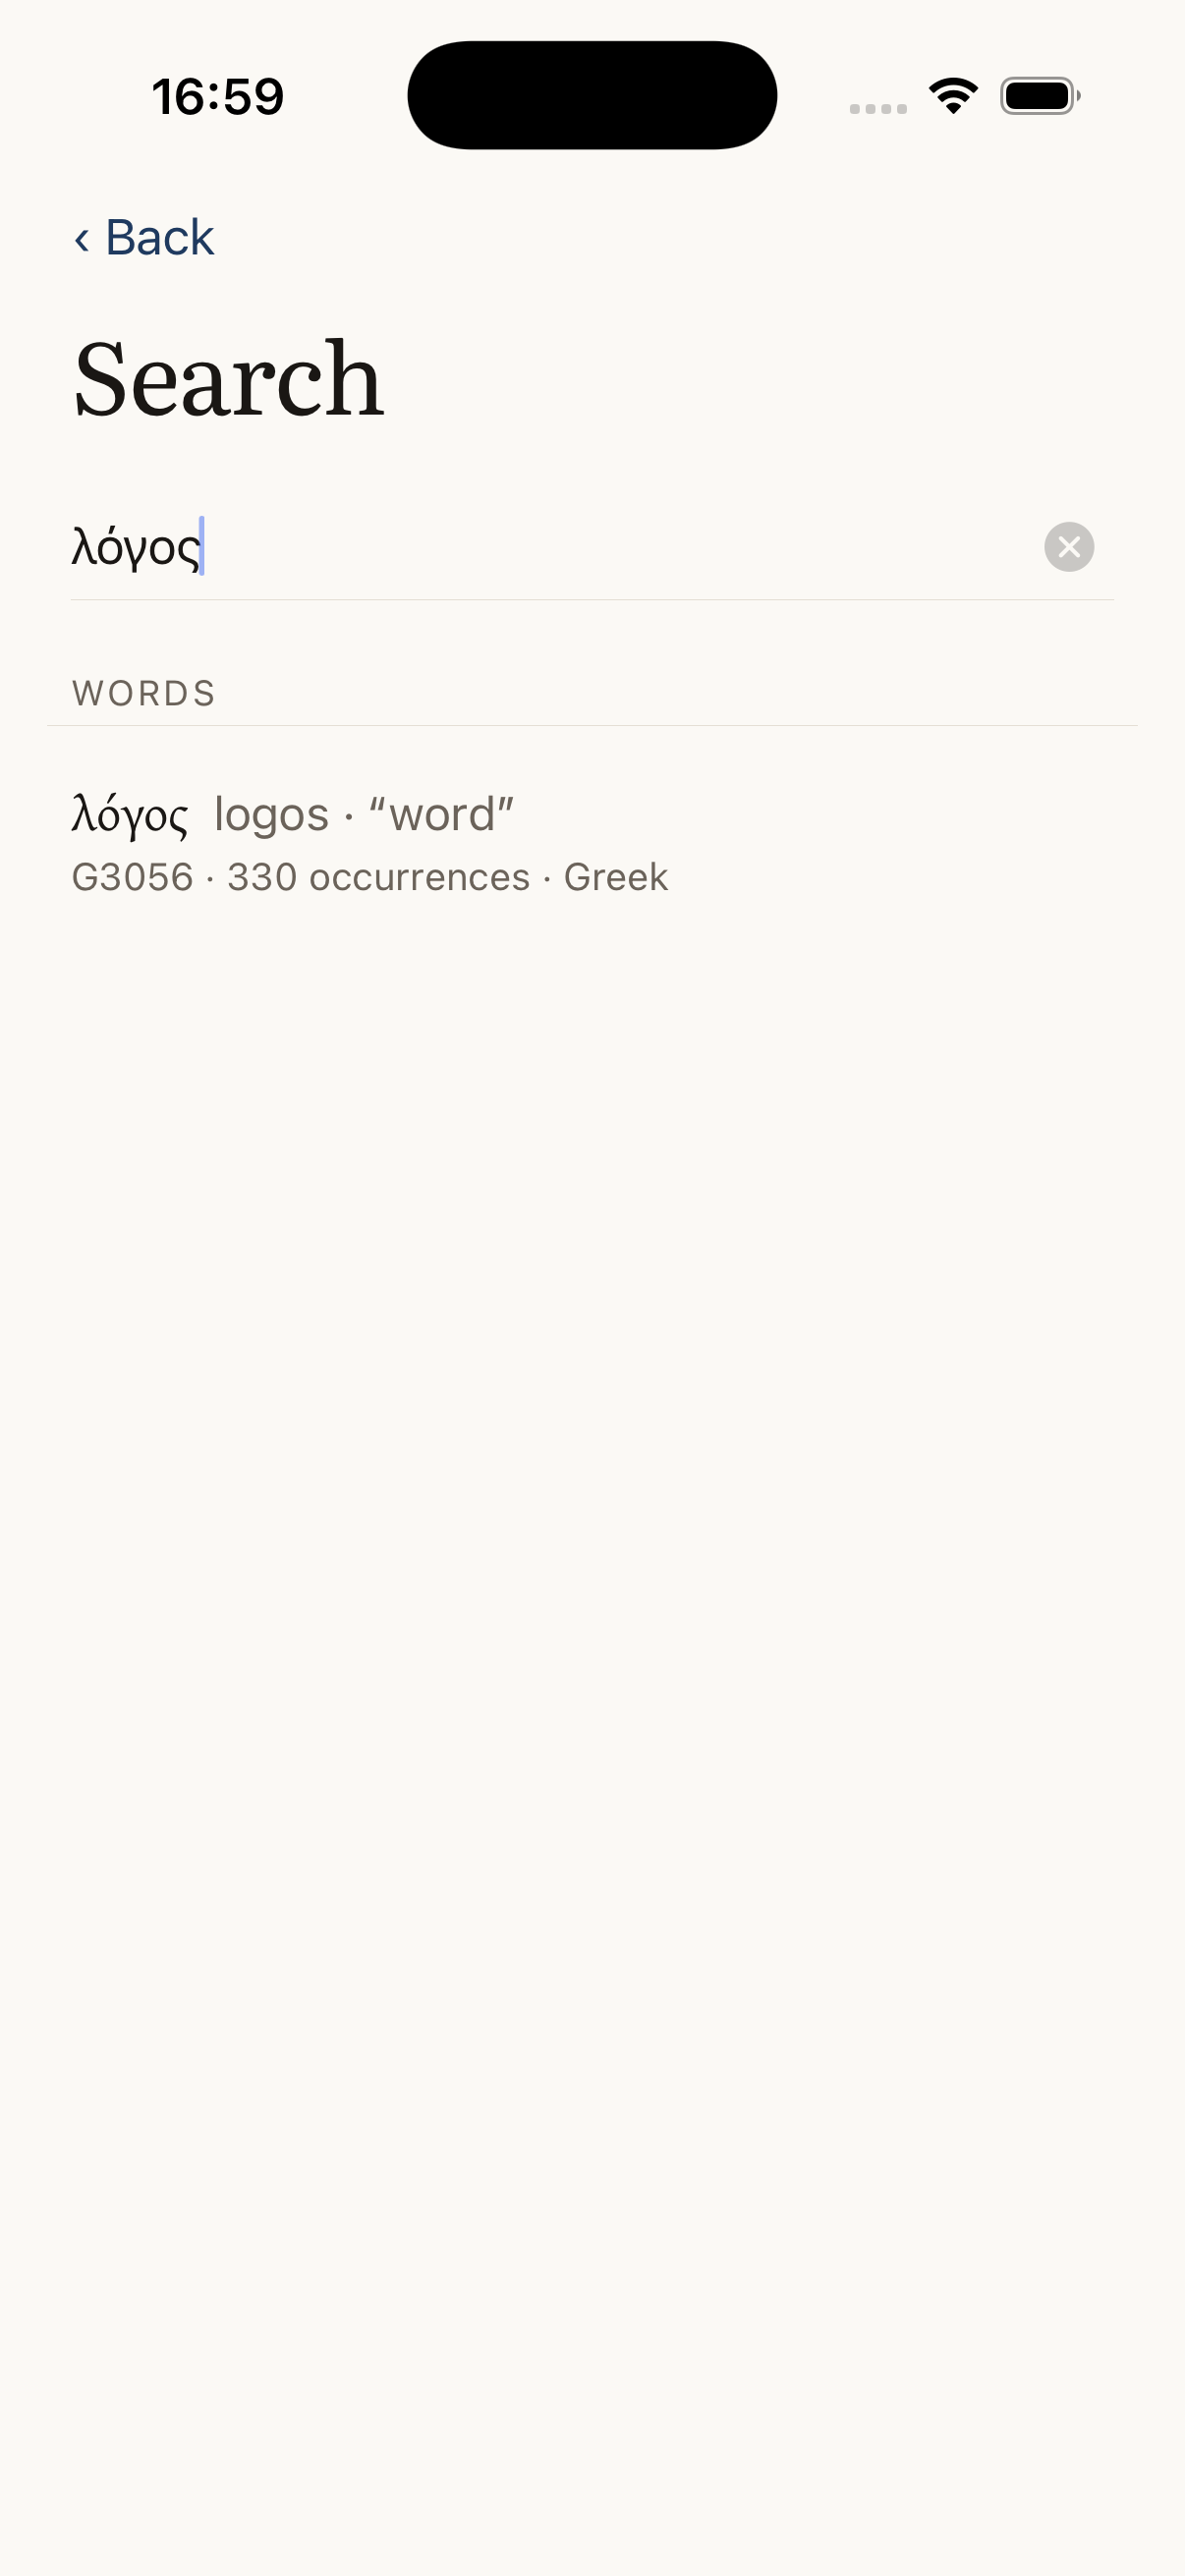 16:59
‹ Back
Search
λόγος
WORDS
λόγος logos · “word”
G3056 · 330 occurrences · Greek